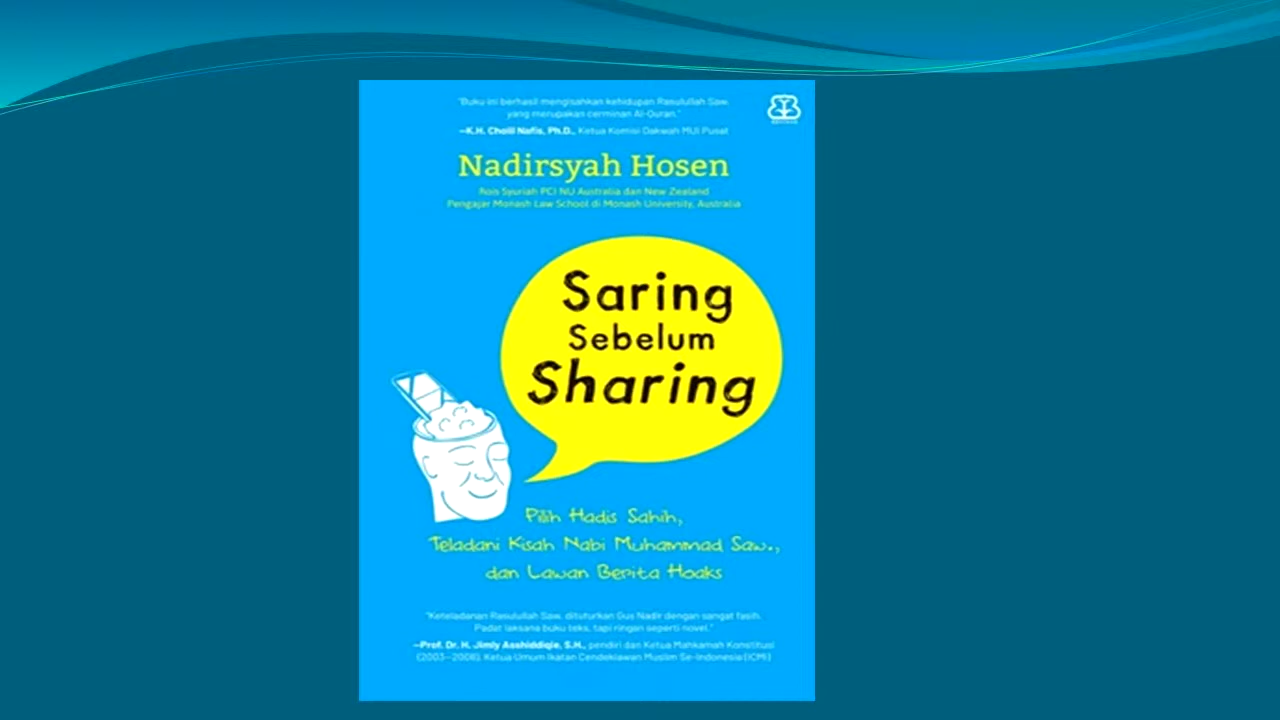 "Buku ini berhasil mengisahkan kehidupan Rasulullah Saw.
yang merupakan cerminan Al-Quran."
—K.H. Cholil Nafis, Ph.D., Ketua Komisi Dakwah MUI Pusat
Nadirsyah Hosen
Rois Syuriah PCI NU Australia dan New Zealand
Pengajar Monash Law School di Monash University, Australia
Saring
Sebelum
Sharing
Pilih Hadis Sahih,
Teladani Kisah Nabi Muhammad Saw.,
dan Lawan Berita Hoaks
"Keteladanan Rasulullah Saw. dituturkan Gus Nadir dengan sangat fasih.
Padat laksana buku teks, tapi ringan seperti novel."
—Prof. Dr. H. Jimly Asshiddiqie, S.H., pendiri dan Ketua Mahkamah Konstitusi
(2003—2008), Ketua Umum Ikatan Cendekiawan Muslim Se-Indonesia (ICMI)